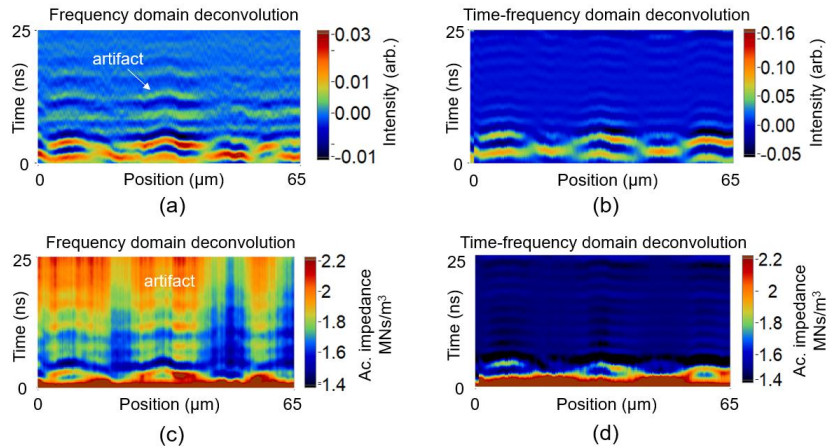 Frequency domain deconvolution
25
Time (ns)
0
artifact
0
Position (µm)
65
-0.03
-0.01
-0.00
-0.01
Intensity (arb.)
(a)
Time-frequency domain deconvolution
25
Time (ns)
0
0
Position (µm)
65
0.16
0.10
0.05
0.00
-0.05
Intensity (arb.)
(b)
Frequency domain deconvolution
25
Time (ns)
0
artifact
0
Position (µm)
65
2.2
2
1.8
1.6
1.4
Ac. impedance
MNs/m³
(c)
Time-frequency domain deconvolution
25
Time (ns)
0
0
Position (µm)
65
2.2
2
1.8
1.6
1.4
Ac. impedance
MNs/m³
(d)